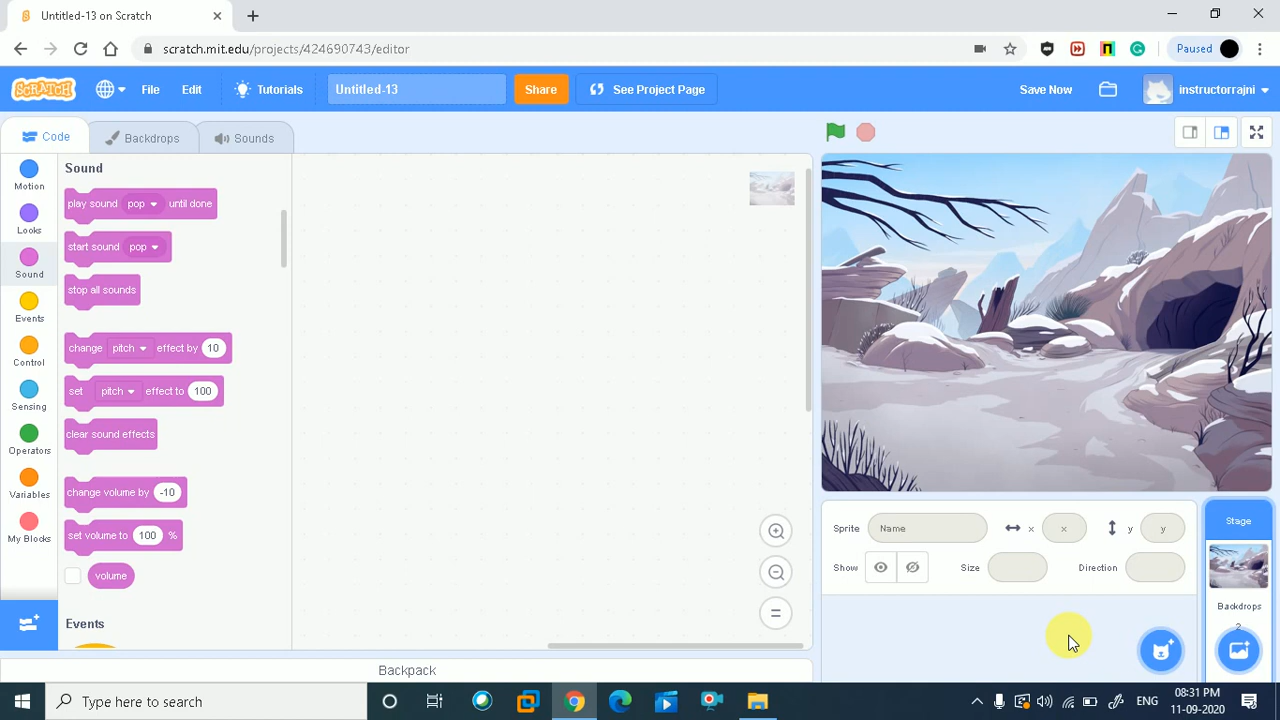 Untitled-13 on Scratch
scratch.mit.edu/projects/424690743/editor
Paused
SCRATCH
File
Edit
Tutorials
Untitled-13
Share
See Project Page
Save Now
instructorrajni
Code
Backdrops
Sounds
Motion
Looks
Sound
Events
Control
Sensing
Operators
Variables
My Blocks
Sound
play sound pop until done
start sound pop
stop all sounds
change pitch effect by 10
set pitch effect to 100
clear sound effects
change volume by -10
set volume to 100 %
volume
Events
Backpack
Sprite Name x x y y
Show Size Direction
Stage
Backdrops
2
Type here to search
ENG
08:31 PM
11-09-2020